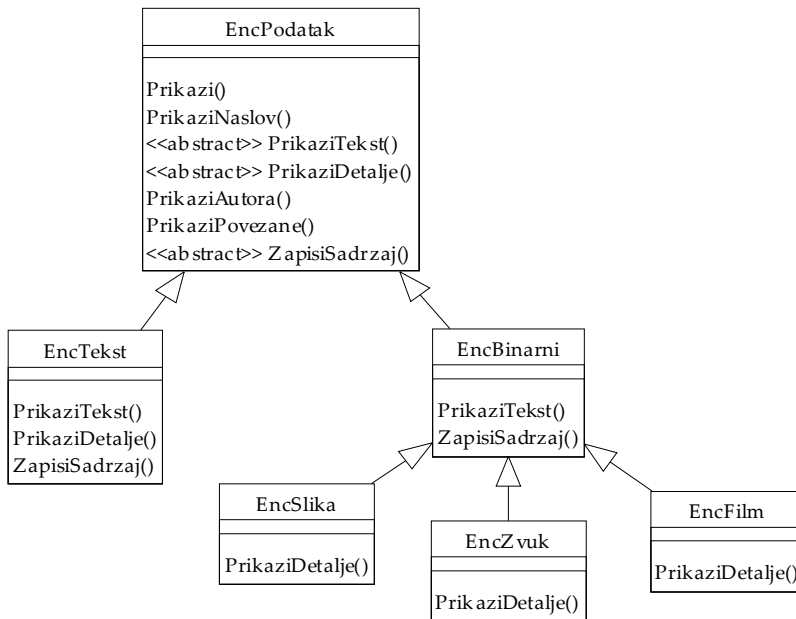 EncPodatak
Prikazi()
PrikaziNaslov()
<<abstract>> PrikaziTekst()
<<abstract>> PrikaziDetalje()
PrikaziAutora()
PrikaziPovezane()
<<abstract>> ZapisiSadrzaj()
EncTekst
PrikaziTekst()
PrikaziDetalje()
ZapisiSadrzaj()
EncBinarni
PrikaziTekst()
ZapisiSadrzaj()
EncSlika
PrikaziDetalje()
EncZvuk
PrikaziDetalje()
EncFilm
PrikaziDetalje()